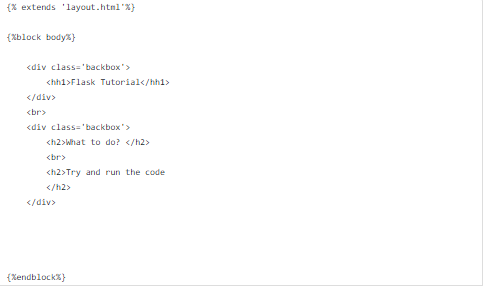 {% extends 'layout.html'%}
{%block body%}
<div class='backbox'>
<hh1>Flask Tutorial</hh1>
</div>
<br>
<div class='backbox'>
<h2>What to do? </h2>
<br>
<h2>Try and run the code
</h2>
</div>
{%endblock%}